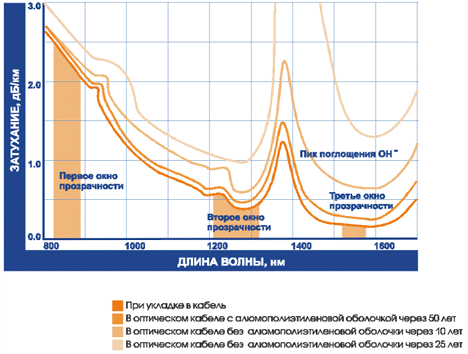 ЗАТУХАНИЕ, дБ/км
3.0
2.0
1.0
0.0
Первое окно
прозрачности
Второе окно
прозрачности
Пик поглощения ОН⁻
Третье окно
прозрачности
800
1000
1200
1400
1600
ДЛИНА ВОЛНЫ, нм
При укладке в кабель
В оптическом кабеле с алюмополиэтиленовой оболочкой через 50 лет
В оптическом кабеле без алюмополиэтиленовой оболочки через 10 лет
В оптическом кабеле без алюмополиэтиленовой оболочки через 25 лет